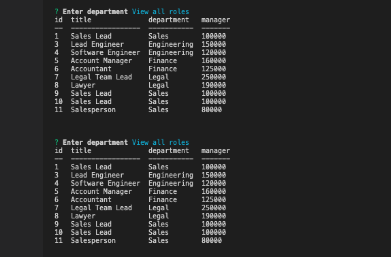 ? Enter department View all roles
id  title              department   manager
--  -----------------  -----------  -------
1   Sales Lead         Sales        100000
3   Lead Engineer      Engineering  150000
4   Software Engineer  Engineering  120000
5   Account Manager    Finance      160000
6   Accountant         Finance      125000
7   Legal Team Lead    Legal        250000
8   Lawyer             Legal        190000
9   Sales Lead         Sales        100000
10  Sales Lead         Sales        100000
11  Salesperson        Sales        80000
? Enter department View all roles
id  title              department   manager
--  -----------------  -----------  -------
1   Sales Lead         Sales        100000
3   Lead Engineer      Engineering  150000
4   Software Engineer  Engineering  120000
5   Account Manager    Finance      160000
6   Accountant         Finance      125000
7   Legal Team Lead    Legal        250000
8   Lawyer             Legal        190000
9   Sales Lead         Sales        100000
10  Sales Lead         Sales        100000
11  Salesperson        Sales        80000